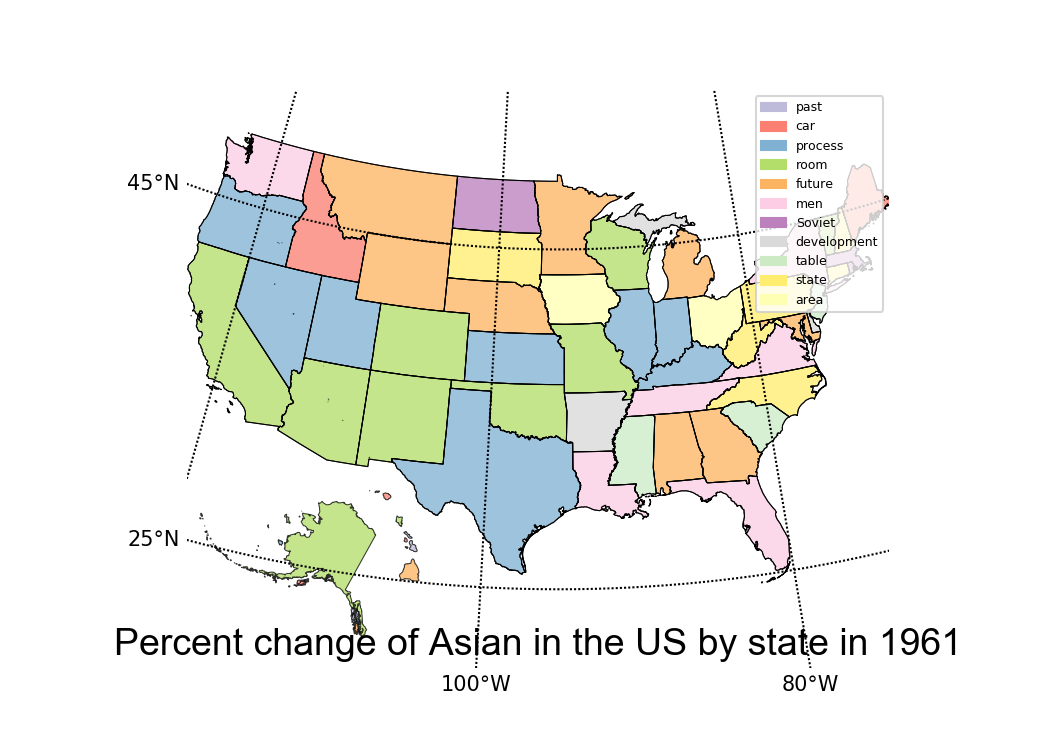 past
car
process
room
future
men
Soviet
development
table
state
area
45°N
25°N
Percent change of Asian in the US by state in 1961
100°W 80°W